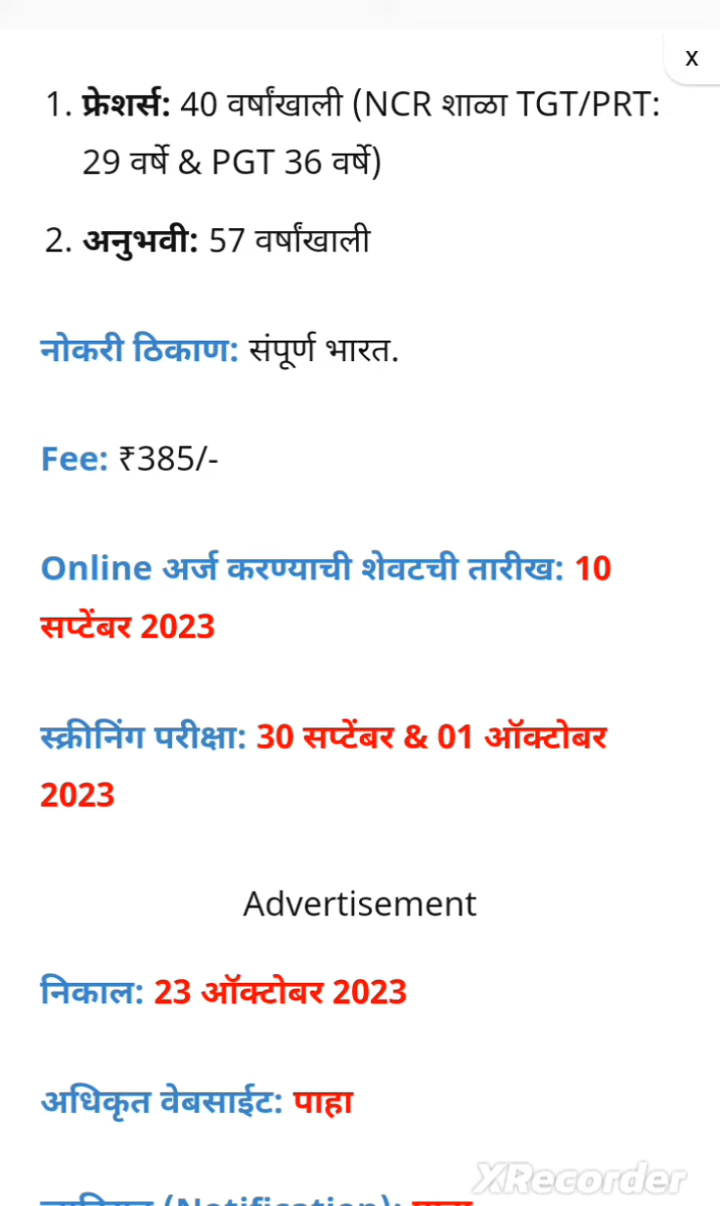 X
1. फ्रेशर्स: 40 वर्षांखाली (NCR शाळा TGT/PRT:
29 वर्षे & PGT 36 वर्षे)
2. अनुभवी: 57 वर्षांखाली
नोकरी ठिकाण: संपूर्ण भारत.
Fee: ₹385/-
Online अर्ज करण्याची शेवटची तारीख: 10
सप्टेंबर 2023
स्क्रीनिंग परीक्षा: 30 सप्टेंबर & 01 ऑक्टोबर
2023
Advertisement
निकाल: 23 ऑक्टोबर 2023
अधिकृत वेबसाईट: पाहा
XRecorder
(Notification):